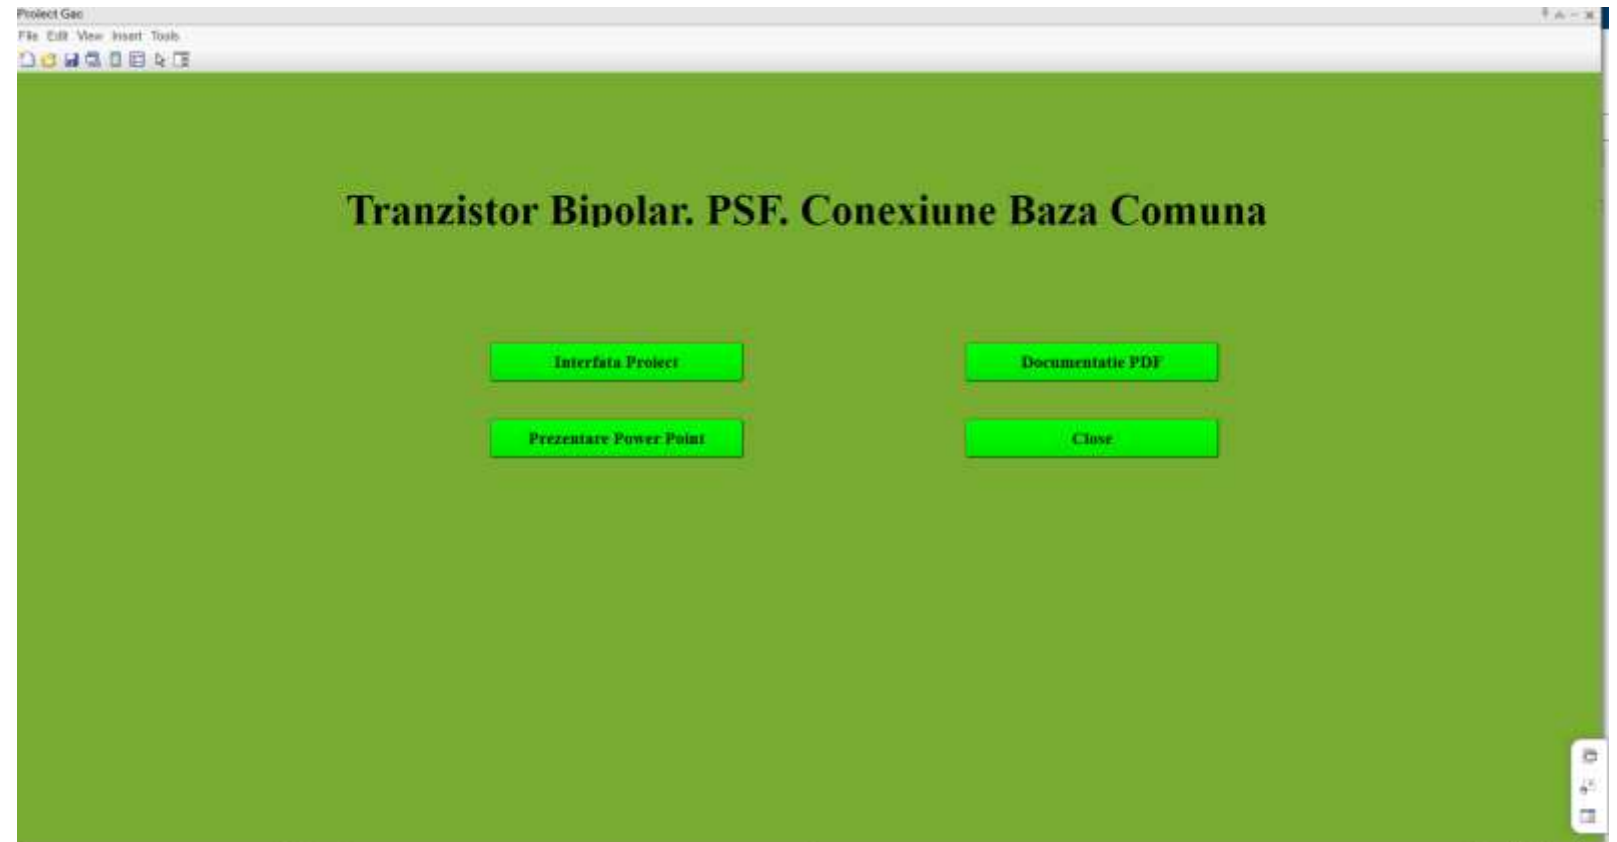 Proiect Gac
File Edit View Insert Tools
Tranzistor Bipolar. PSF. Conexiune Baza Comuna
Interfata Proiect
Documentatie PDF
Prezentare Power Point
Close